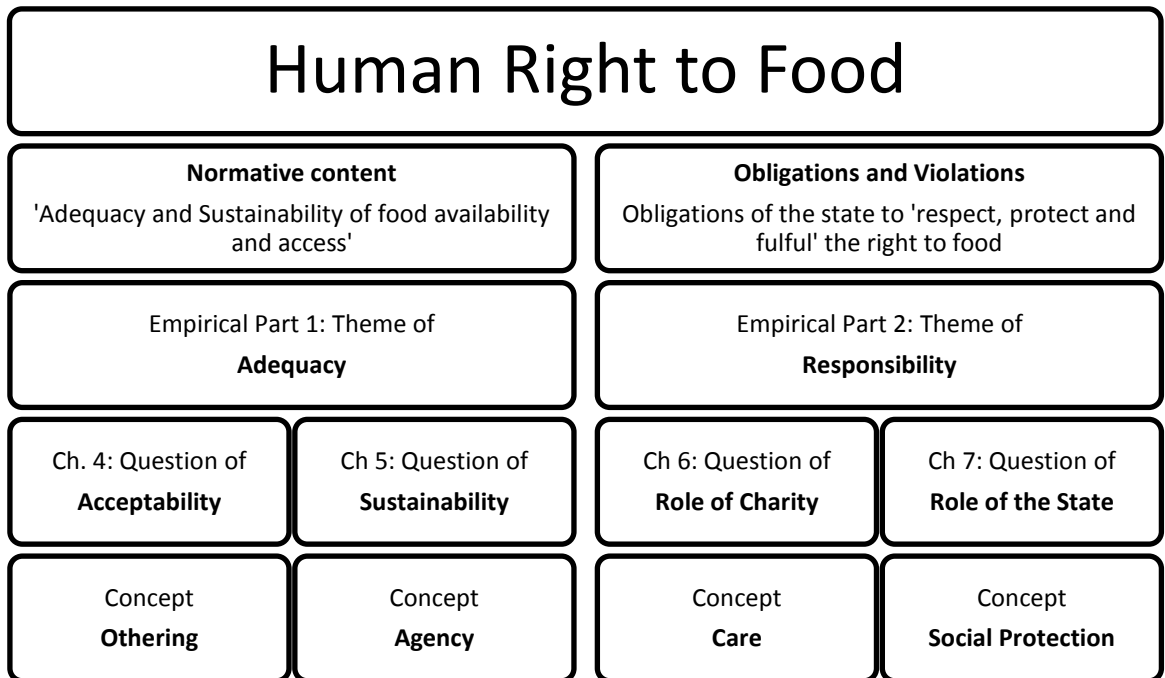 Human Right to Food
Normative content
'Adequacy and Sustainability of food availability
and access'
Obligations and Violations
Obligations of the state to 'respect, protect and
fulful' the right to food
Empirical Part 1: Theme of
Adequacy
Empirical Part 2: Theme of
Responsibility
Ch. 4: Question of
Acceptability
Ch 5: Question of
Sustainability
Ch 6: Question of
Role of Charity
Ch 7: Question of
Role of the State
Concept
Othering
Concept
Agency
Concept
Care
Concept
Social Protection